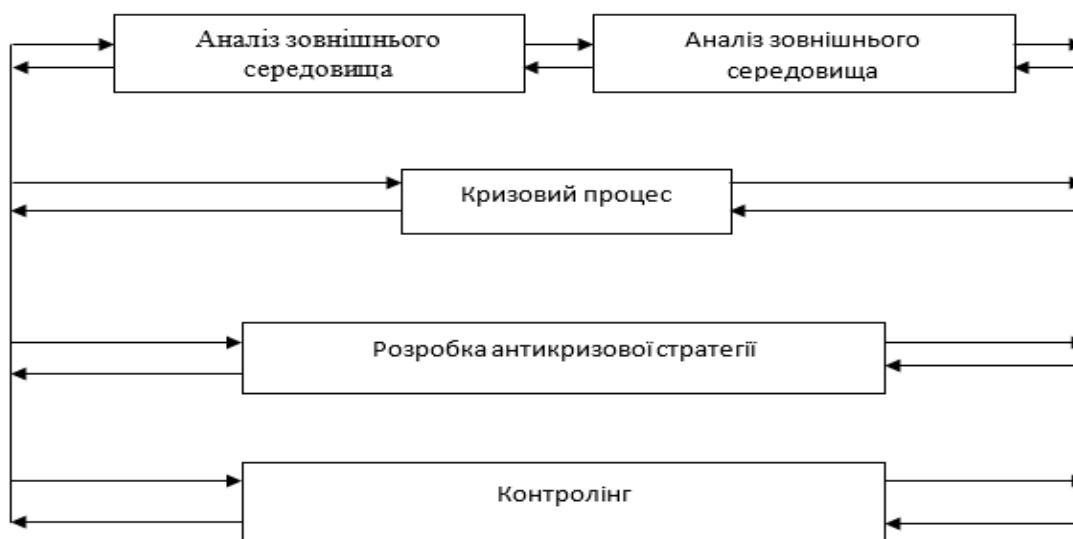 Аналіз зовнішнього
середовища
Аналіз зовнішнього
середовища
Кризовий процес
Розробка антикризової стратегії
Контролінг